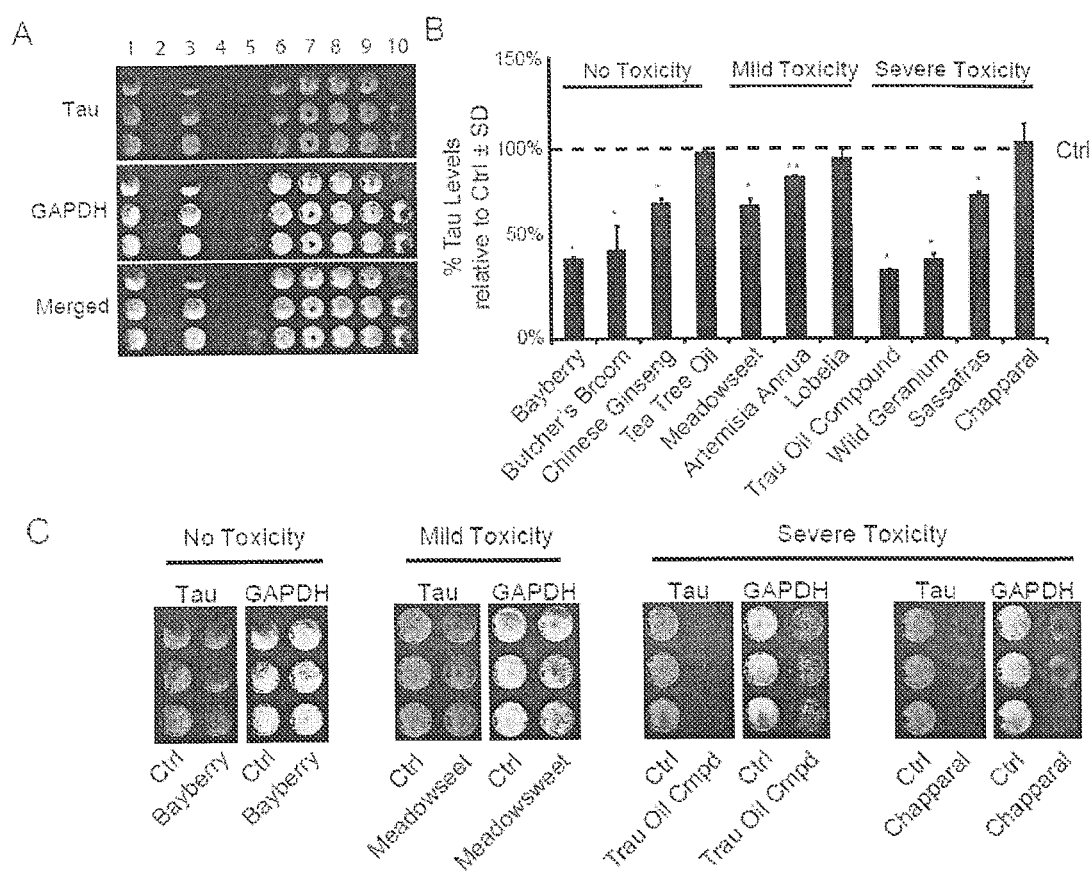 A
1 2 3 4 5 6 7 8 9 10
Tau
GAPDH
Merged
B
% Tau Levels
relative to Ctrl ± SD
150%
100%
50%
0%
No Toxicity
Mild Toxicity
Severe Toxicity
Ctrl
* * * * ** * * *
Bayberry
Butcher's Broom
Chinese Ginseng
Tea Tree Oil
Meadowseet
Artemisia Annua
Lobelia
Trau Oil Compound
Wild Geranium
Sassafras
Chapparal
C
No Toxicity
Mild Toxicity
Severe Toxicity
Tau GAPDH
Tau GAPDH
Tau GAPDH
Tau GAPDH
Ctrl
Bayberry
Ctrl
Bayberry
Ctrl
Meadowseet
Ctrl
Meadowsweet
Ctrl
Trau Oil Cmpd
Ctrl
Trau Oil Cmpd
Ctrl
Chapparal
Ctrl
Chapparal